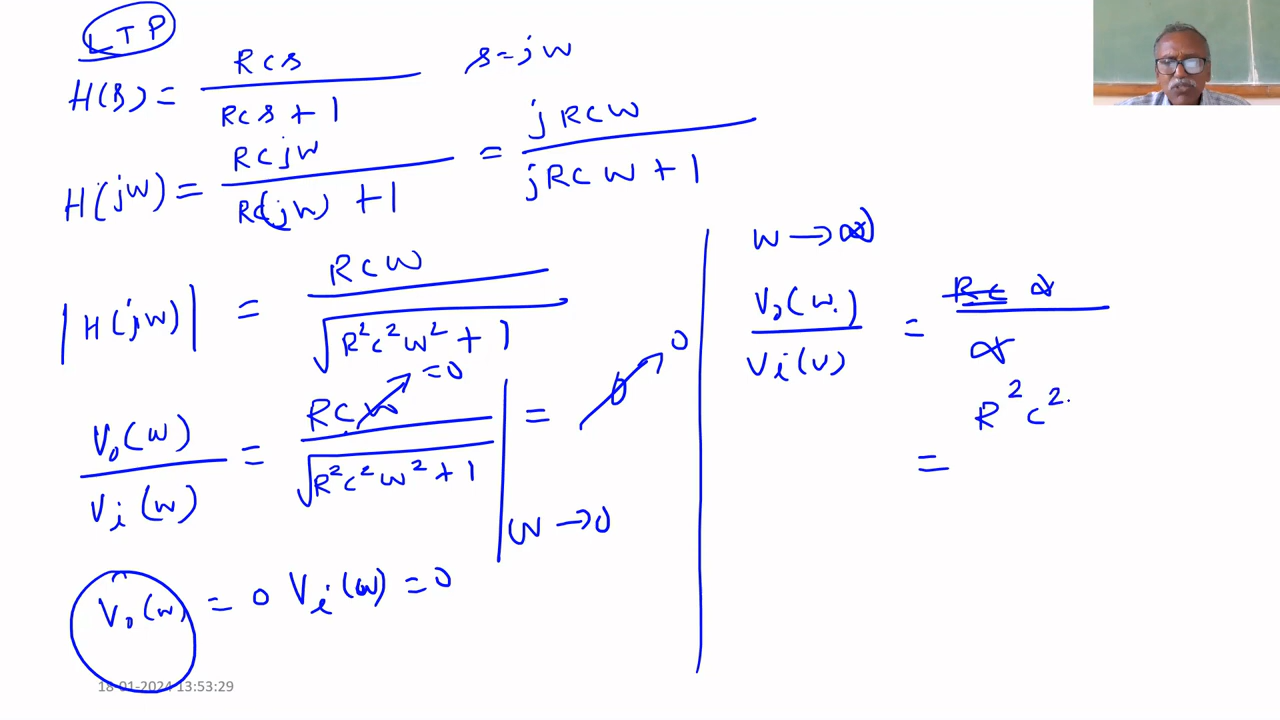 LTP
H(s) = Rcs / Rcs + 1 s = jw
H(jw) = Rcjw / Rc(jw) + 1 = jRcw / jRcw + 1
|H(jw)| = Rcw / √R²c²w² + 1
V₀(w) / Vᵢ(w) = Rcw / √R²c²w² + 1 | w → 0 = 0 → 0
= 0
V₀(w) = 0 Vᵢ(w) = 0
w → ∞
V₀(w) / Vᵢ(w) = Rc ∝ / ∝
R²c²
=
18-01-2024 13:53:29